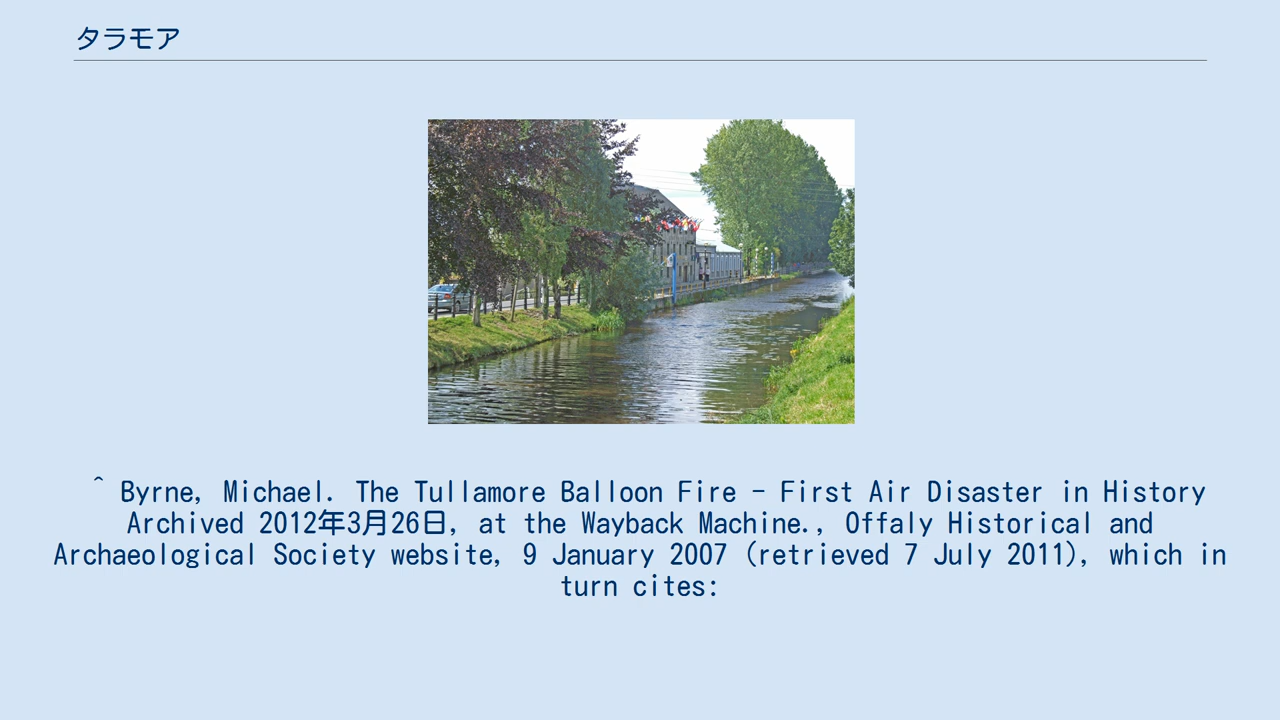 タラモア
^ Byrne, Michael. The Tullamore Balloon Fire - First Air Disaster in History
Archived 2012年3月26日, at the Wayback Machine., Offaly Historical and
Archaeological Society website, 9 January 2007 (retrieved 7 July 2011), which in
turn cites: